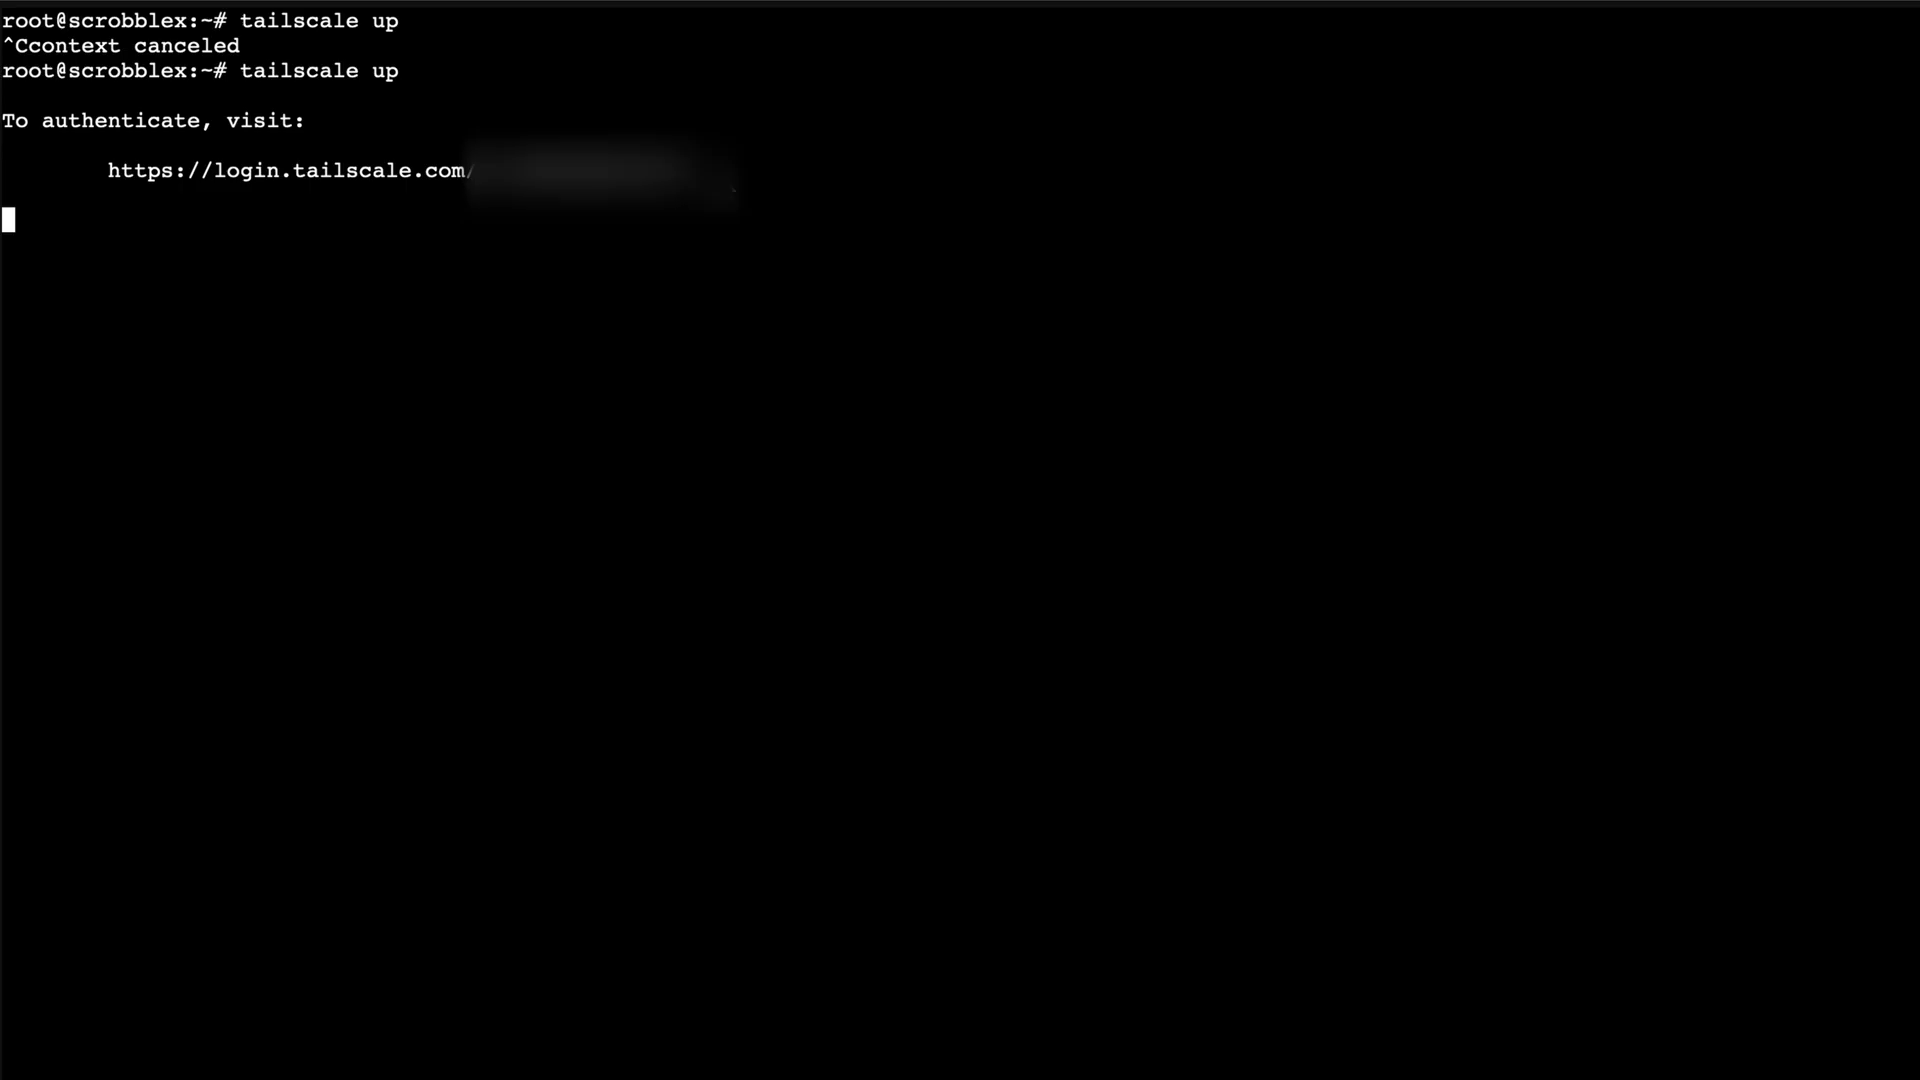 root@scrobblex:~# tailscale up
^Ccontext canceled
root@scrobblex:~# tailscale up
To authenticate, visit:
https://login.tailscale.com/